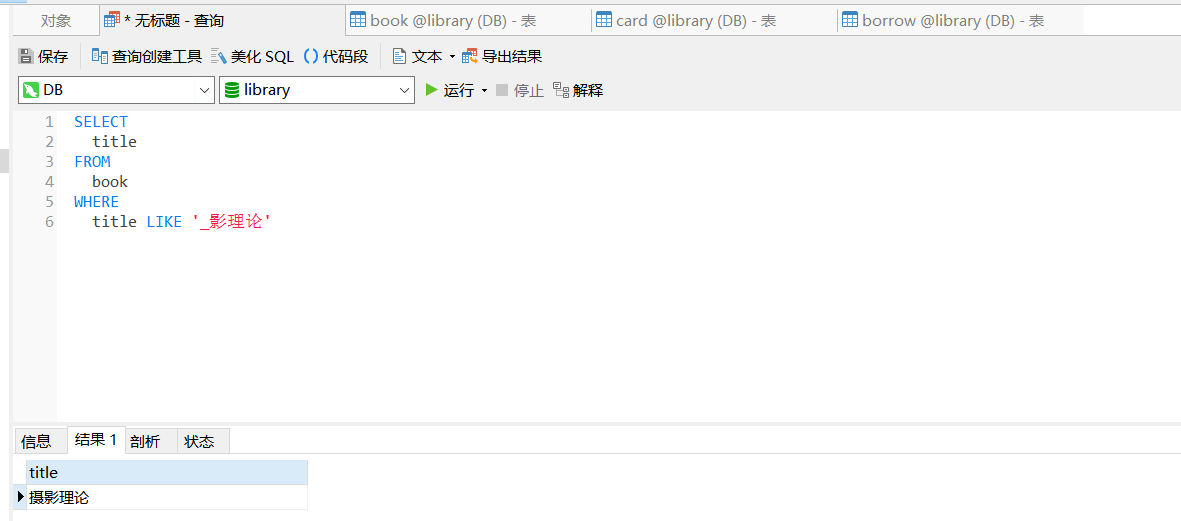 对象 * 无标题 - 查询 book @library (DB) - 表 card @library (DB) - 表 borrow @library (DB) - 表
保存 查询创建工具 美化 SQL () 代码段 文本 导出结果
DB library 运行 停止 解释
1 SELECT
2 title
3 FROM
4 book
5 WHERE
6 title LIKE '_影理论'
信息 结果 1 剖析 状态
title
摄影理论